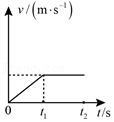 v/(m·s⁻¹)
0 t₁ t₂ t/s